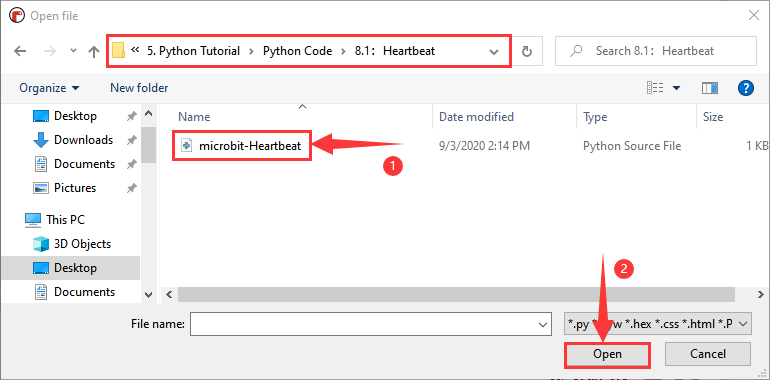 Open file
« 5. Python Tutorial › Python Code › 8.1： Heartbeat
Search 8.1： Heartbeat
Organize
New folder
Name
Date modified
Type
Size
Desktop
Downloads
Documents
Pictures
This PC
3D Objects
Desktop
Documents
microbit-Heartbeat
9/3/2020 2:14 PM
Python Source File
1 KB
1
2
File name:
*.py *.hex *.css *.html *.P
Open
Cancel